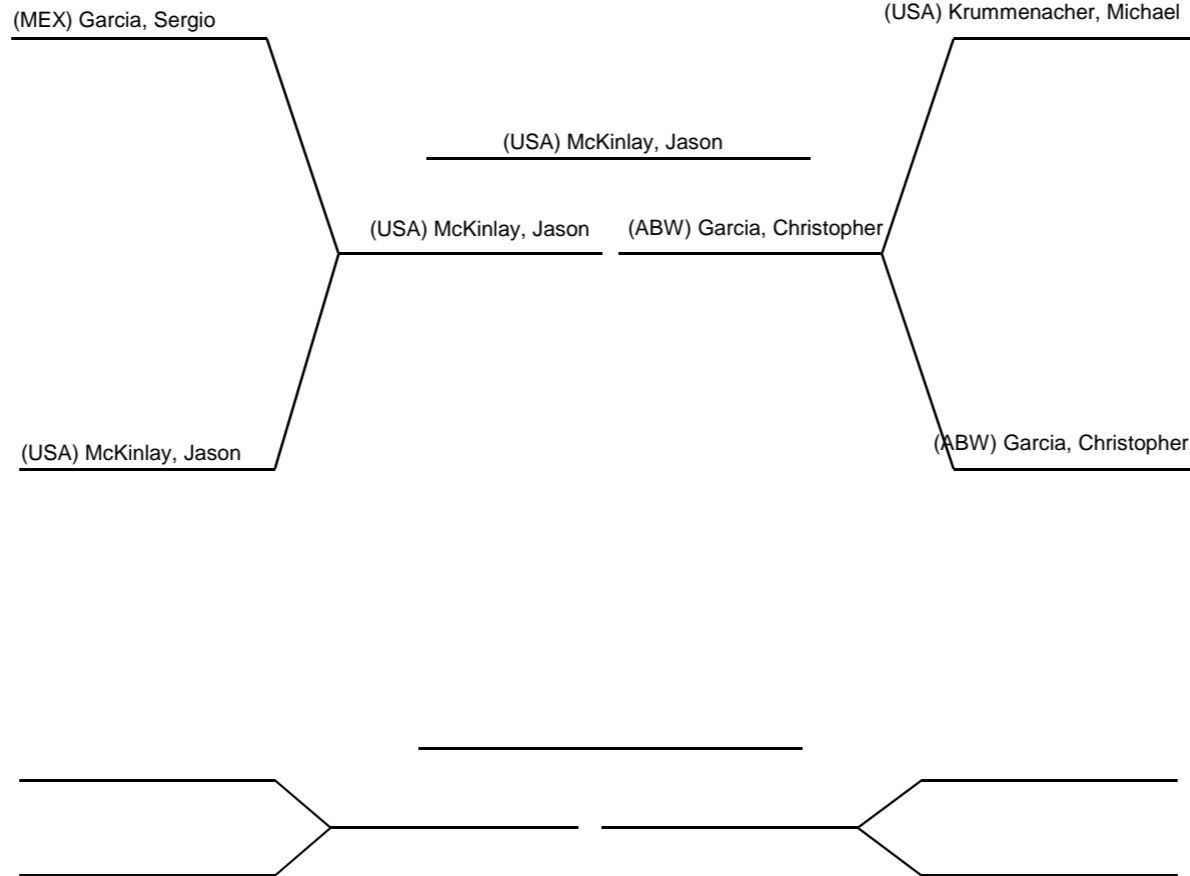 (MEX) Garcia, Sergio
(USA) Krummenacher, Michael
(USA) McKinlay, Jason
(USA) McKinlay, Jason
(ABW) Garcia, Christopher
(USA) McKinlay, Jason
(ABW) Garcia, Christopher